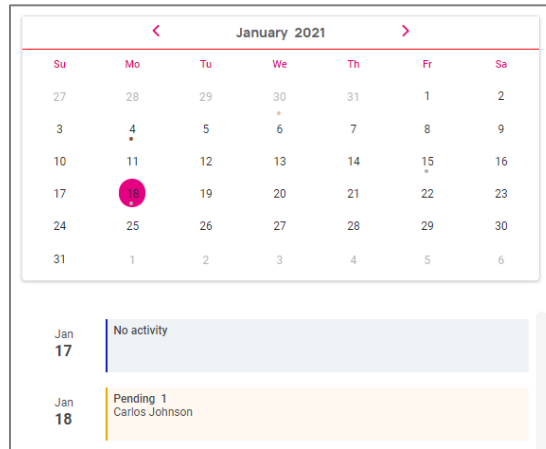 January 2021
Su Mo Tu We Th Fr Sa
27 28 29 30 31 1 2
3 4 5 6 7 8 9
10 11 12 13 14 15 16
17 18 19 20 21 22 23
24 25 26 27 28 29 30
31 1 2 3 4 5 6
Jan
17
No activity
Jan
18
Pending 1
Carlos Johnson